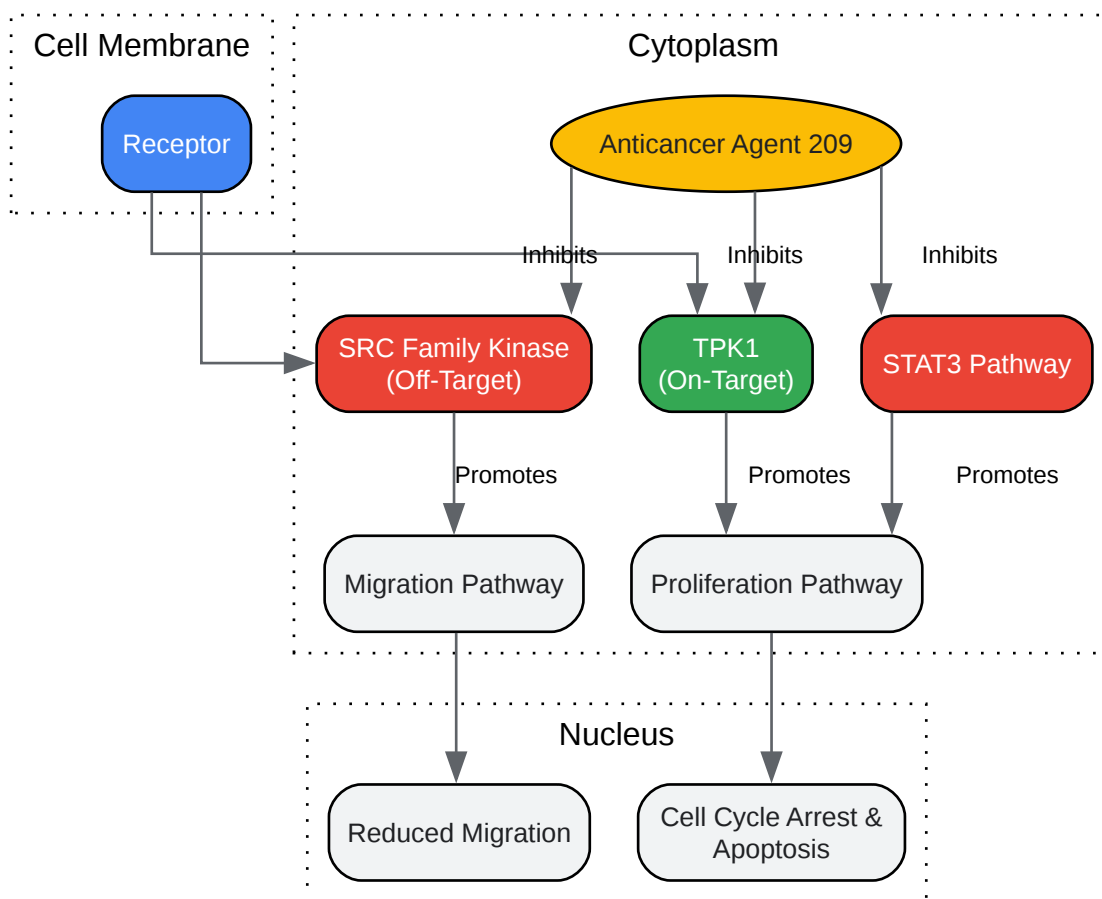 Cell Membrane
Cytoplasm
Receptor
Anticancer Agent 209
Inhibits
Inhibits
Inhibits
SRC Family Kinase
(Off-Target)
TPK1
(On-Target)
STAT3 Pathway
Promotes
Promotes
Promotes
Migration Pathway
Proliferation Pathway
Nucleus
Reduced Migration
Cell Cycle Arrest &
Apoptosis